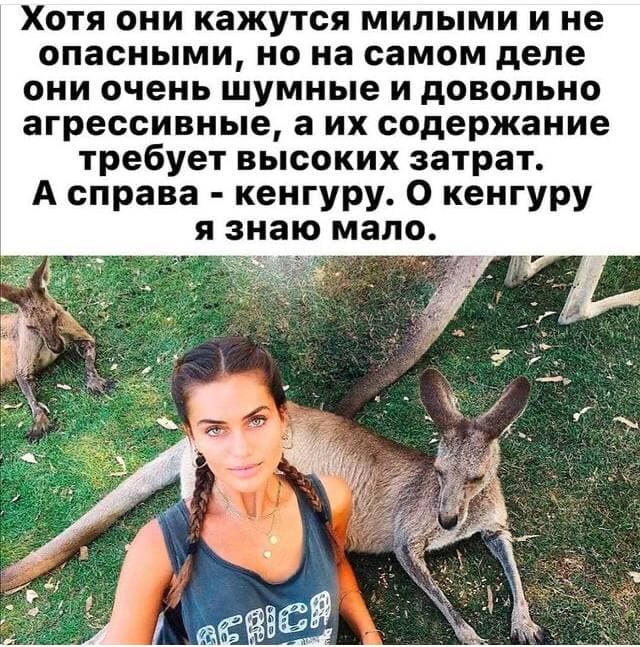 Хотя они кажутся милыми и не
опасными, но на самом деле
они очень шумные и довольно
агрессивные, а их содержание
требует высоких затрат.
А справа - кенгуру. О кенгуру
я знаю мало.
AFRICA